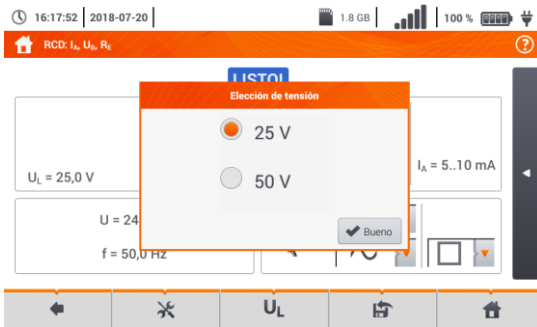 16:17:52 2018-07-20 1.8 GB 100 %
RCD: IA, UB, RE
LISTO!
Elección de tensión
25 V
50 V
UL = 25,0 V
IA = 5..10 mA
U = 24
Bueno
f = 50,0 Hz
UL